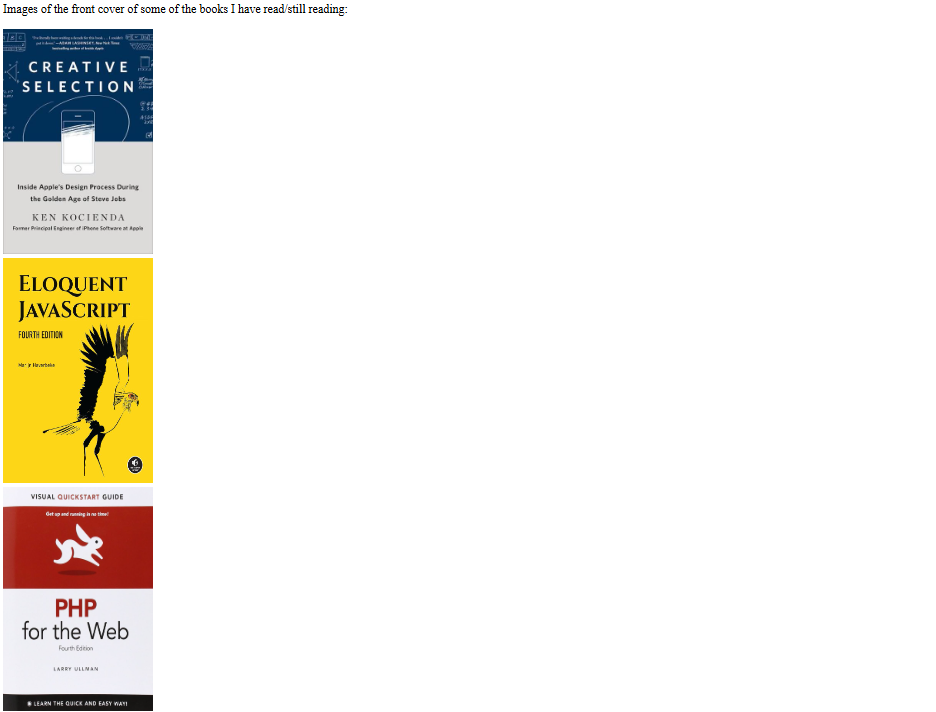 Images of the front cover of some of the books I have read/still reading:
CREATIVE
SELECTION
Inside Apple's Design Process During
the Golden Age of Steve Jobs
KEN KOCIENDA
Former Principal Engineer of iPhone Software at Apple
ELOQUENT
JAVASCRIPT
FOURTH EDITION
Marijn Haverbeke
VISUAL QUICKSTART GUIDE
Get up and running in no time!
PHP
for the Web
Fourth Edition
LARRY ULLMAN
LEARN THE QUICK AND EASY WAY!